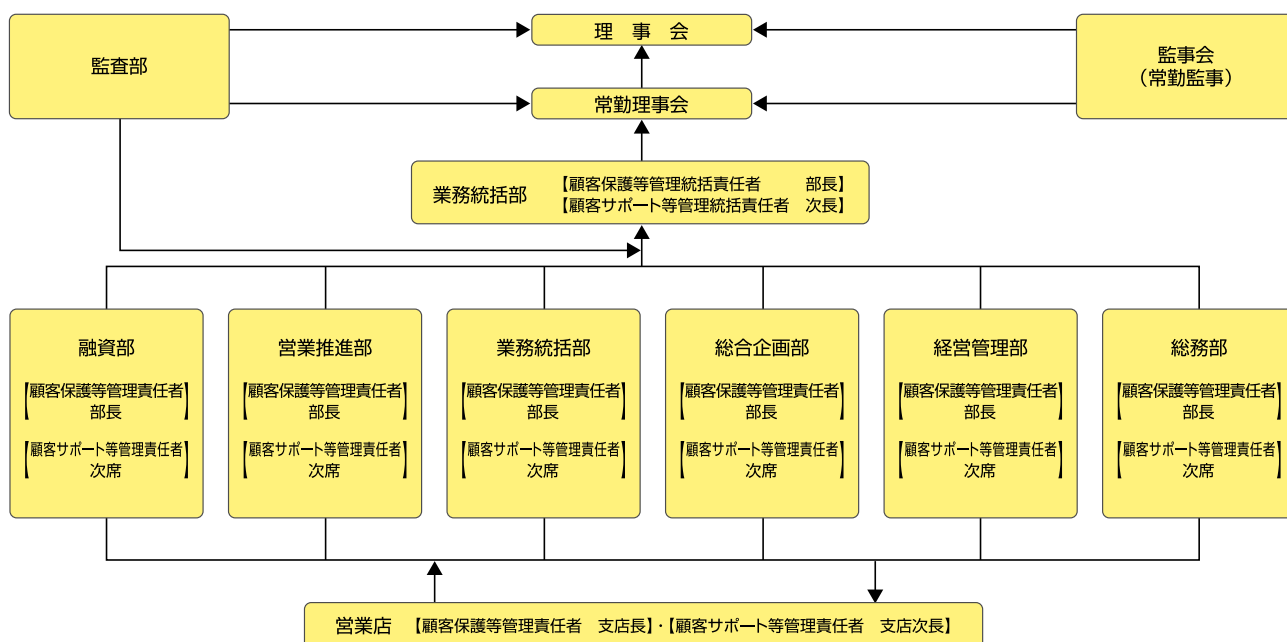 理　事　会
監査部
監事会
（常勤監事）
常勤理事会
業務統括部
【顧客保護等管理統括責任者　部長】
【顧客サポート等管理統括責任者　次長】
融資部
【顧客保護等管理責任者
部長】
【顧客サポート等管理責任者
次席】
営業推進部
【顧客保護等管理責任者
部長】
【顧客サポート等管理責任者
次席】
業務統括部
【顧客保護等管理責任者
部長】
【顧客サポート等管理責任者
次席】
総合企画部
【顧客保護等管理責任者
部長】
【顧客サポート等管理責任者
次席】
経営管理部
【顧客保護等管理責任者
部長】
【顧客サポート等管理責任者
次席】
総務部
【顧客保護等管理責任者
部長】
【顧客サポート等管理責任者
次席】
営業店　【顧客保護等管理責任者　支店長】・【顧客サポート等管理責任者　支店次長】